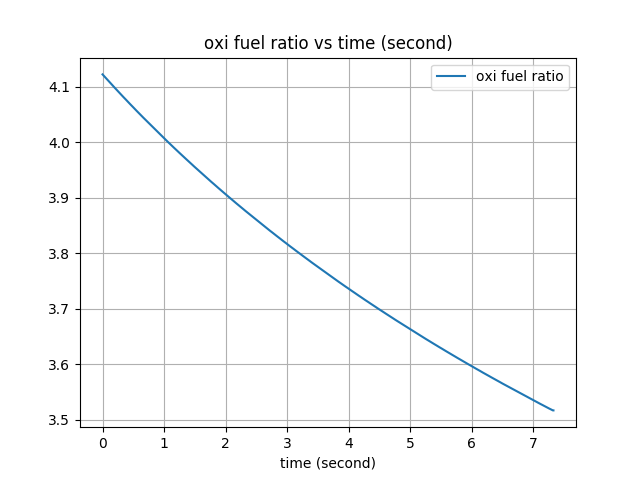 oxi fuel ratio vs time (second)
oxi fuel ratio
4.1
4.0
3.9
3.8
3.7
3.6
3.5
0 1 2 3 4 5 6 7
time (second)